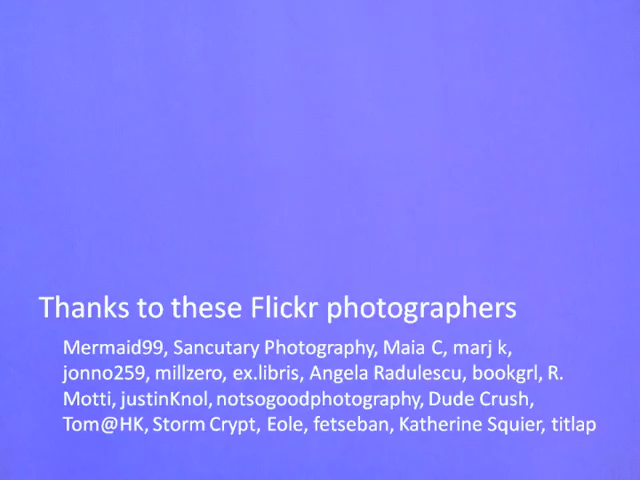 Thanks to these Flickr photographers
Mermaid99, Sancutary Photography, Maia C, marj k,
jonno259, millzero, ex.libris, Angela Radulescu, bookgrl, R.
Motti, justinKnol, notsogoodphotography, Dude Crush,
Tom@HK, Storm Crypt, Eole, fetseban, Katherine Squier, titlap